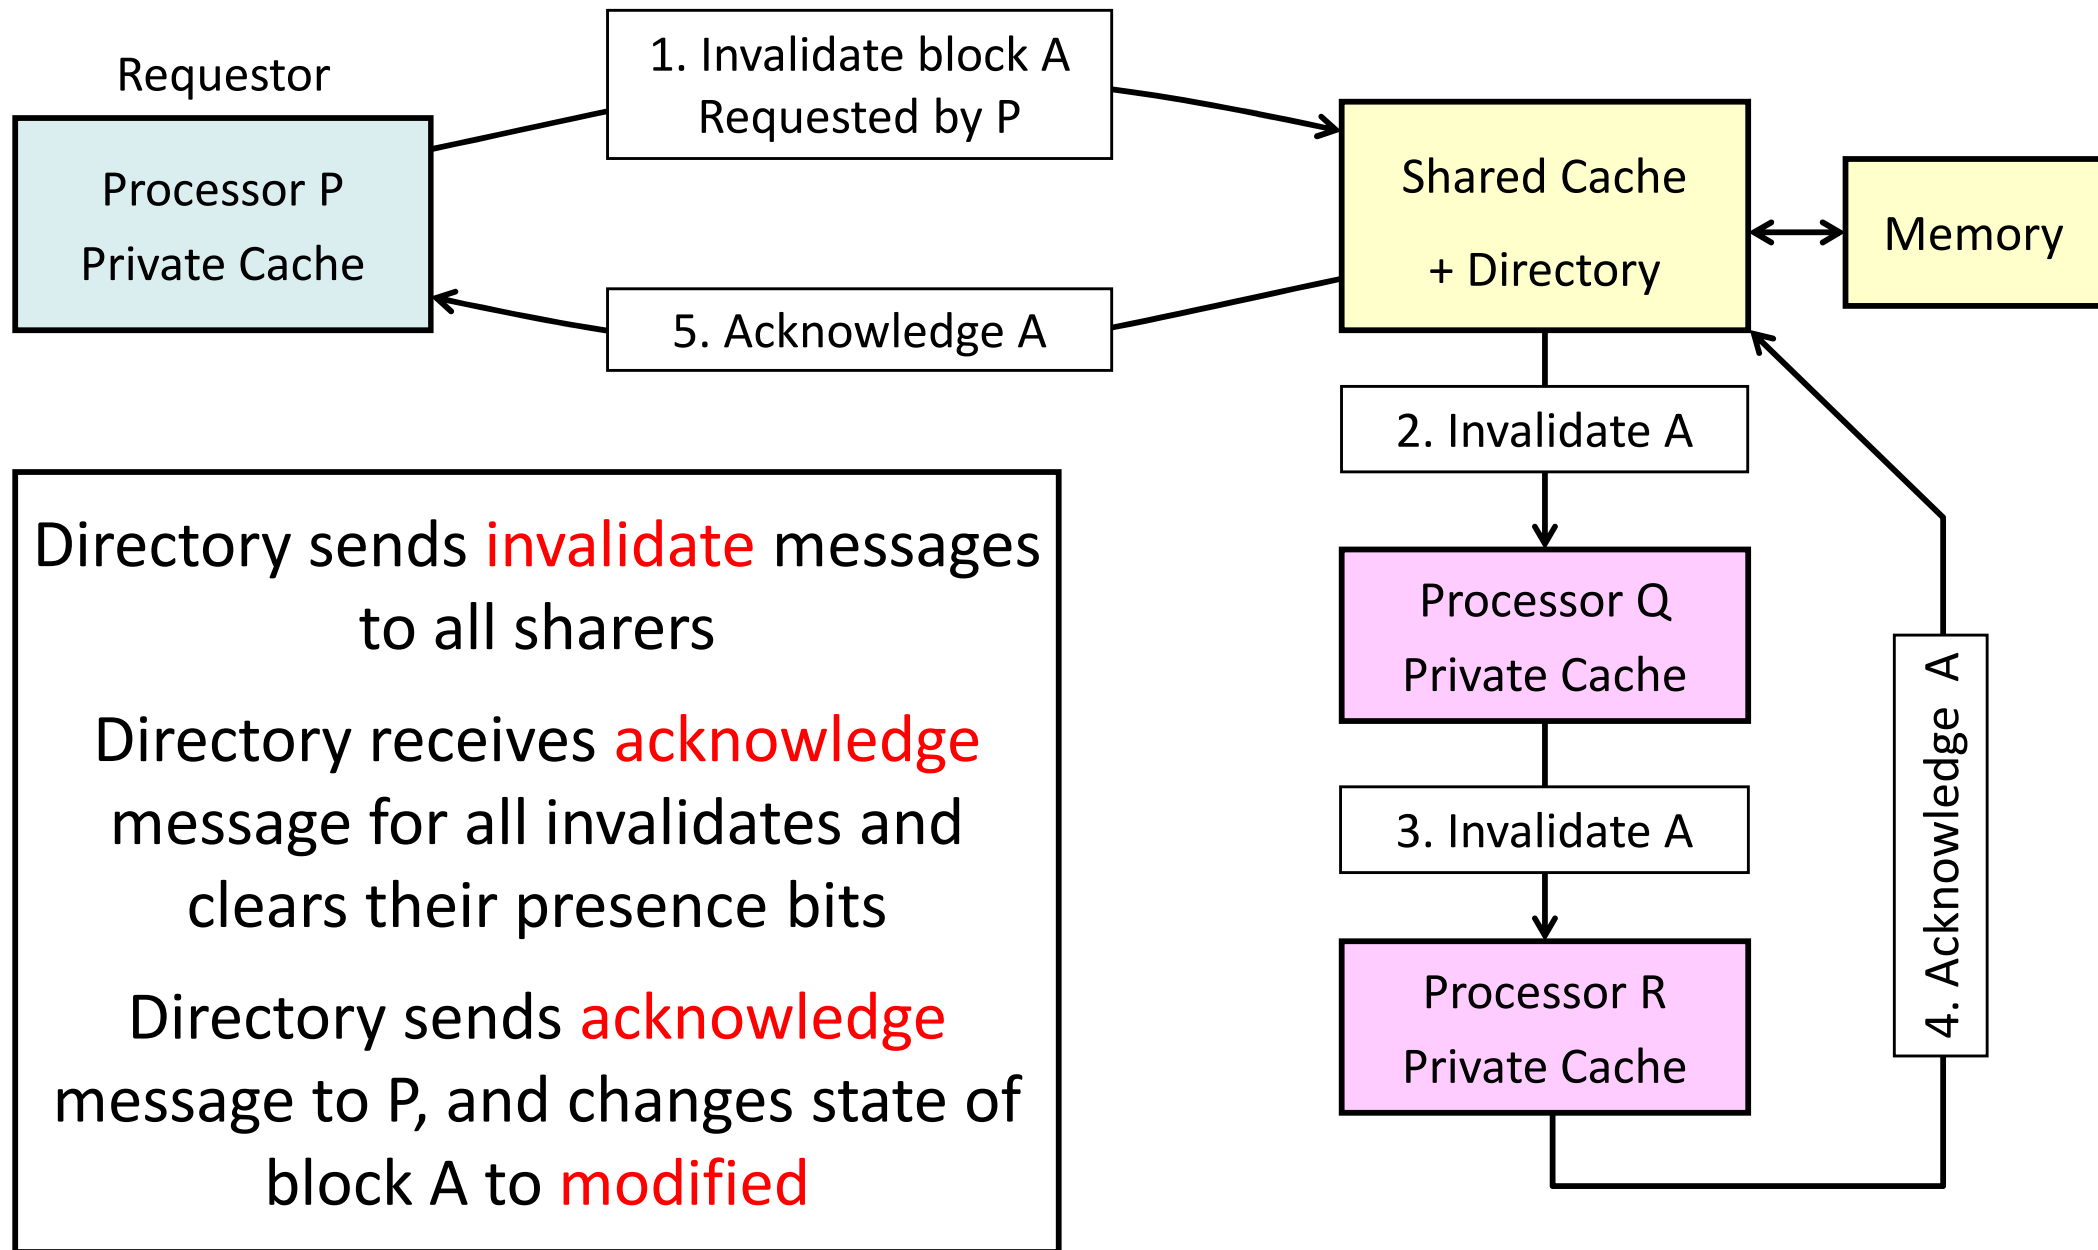 Requestor
Processor P
Private Cache
1. Invalidate block A
Requested by P
5. Acknowledge A
Shared Cache
+ Directory
Memory
2. Invalidate A
Processor Q
Private Cache
3. Invalidate A
Processor R
Private Cache
4. Acknowledge A
Directory sends invalidate messages
to all sharers
Directory receives acknowledge
message for all invalidates and
clears their presence bits
Directory sends acknowledge
message to P, and changes state of
block A to modified